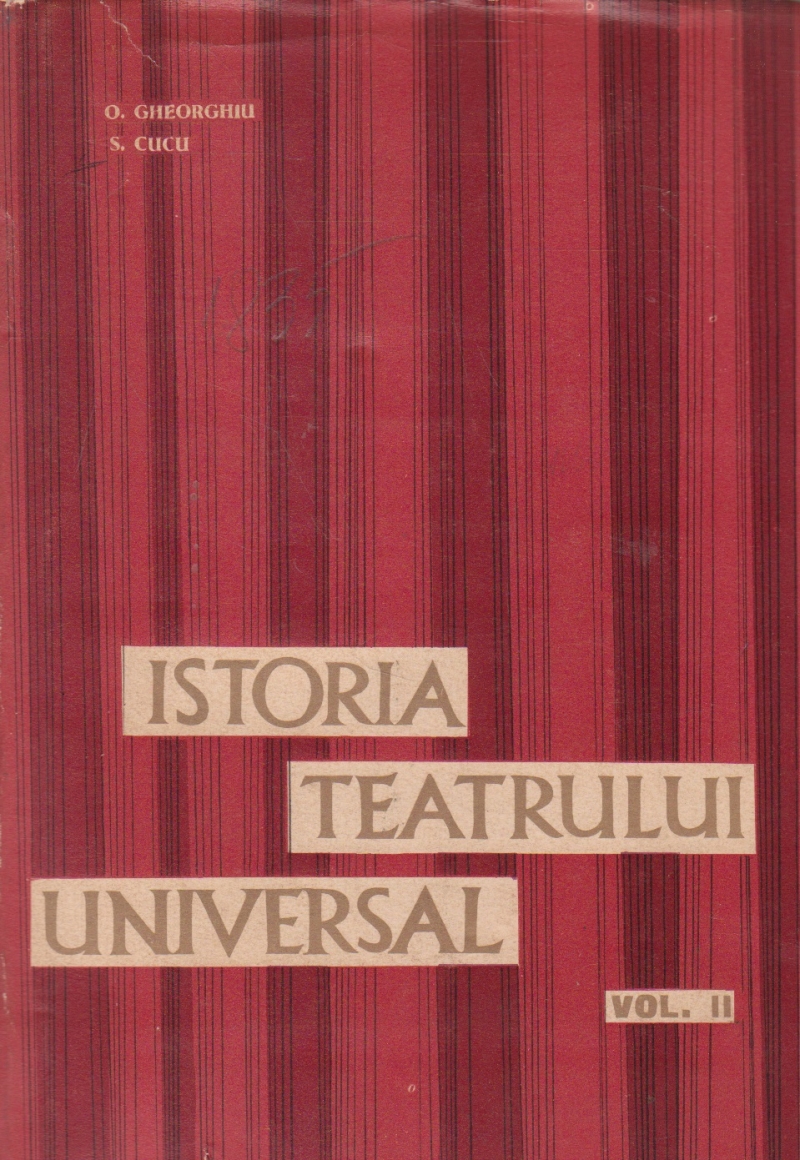 O. GHEORGHIU
S. CUCU
ISTORIA
TEATRULUI
UNIVERSAL
VOL. II